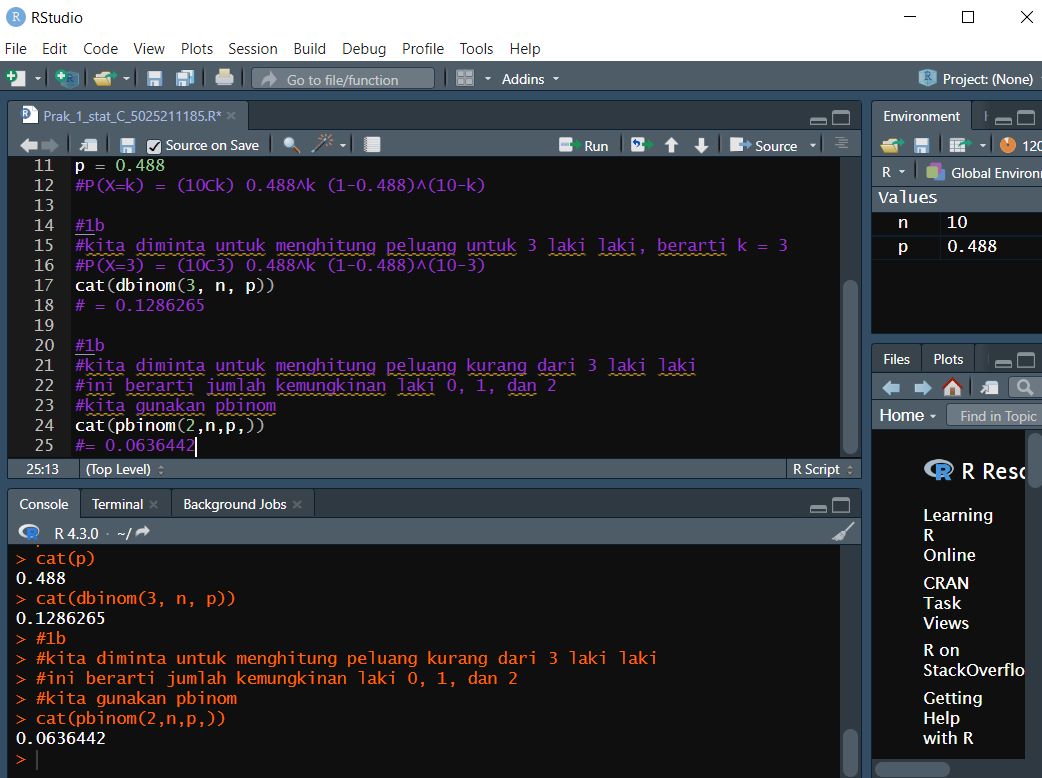 RStudio
File Edit Code View Plots Session Build Debug Profile Tools Help
Go to file/function Addins Project: (None)
Prak_1_stat_C_5025211185.R*
Source on Save Run Source
11 p = 0.488
12 #P(X=k) = (10Ck) 0.488^k (1-0.488)^(10-k)
13
14 #1b
15 #kita diminta untuk menghitung peluang untuk 3 laki laki, berarti k = 3
16 #P(X=3) = (10C3) 0.488^k (1-0.488)^(10-3)
17 cat(dbinom(3, n, p))
18 # = 0.1286265
19
20 #1b
21 #kita diminta untuk menghitung peluang kurang dari 3 laki laki
22 #ini berarti jumlah kemungkinan laki 0, 1, dan 2
23 #kita gunakan pbinom
24 cat(pbinom(2,n,p,))
25 #= 0.0636442
25:13 (Top Level) R Script
Console Terminal Background Jobs
R 4.3.0 · ~/
> cat(p)
0.488
> cat(dbinom(3, n, p))
0.1286265
> #1b
> #kita diminta untuk menghitung peluang kurang dari 3 laki laki
> #ini berarti jumlah kemungkinan laki 0, 1, dan 2
> #kita gunakan pbinom
> cat(pbinom(2,n,p,))
0.0636442
>
Environment
120
R Global Environ
Values
n 10
p 0.488
Files Plots
Home Find in Topic
R Resc
Learning
R
Online
CRAN
Task
Views
R on
StackOverflo
Getting
Help
with R